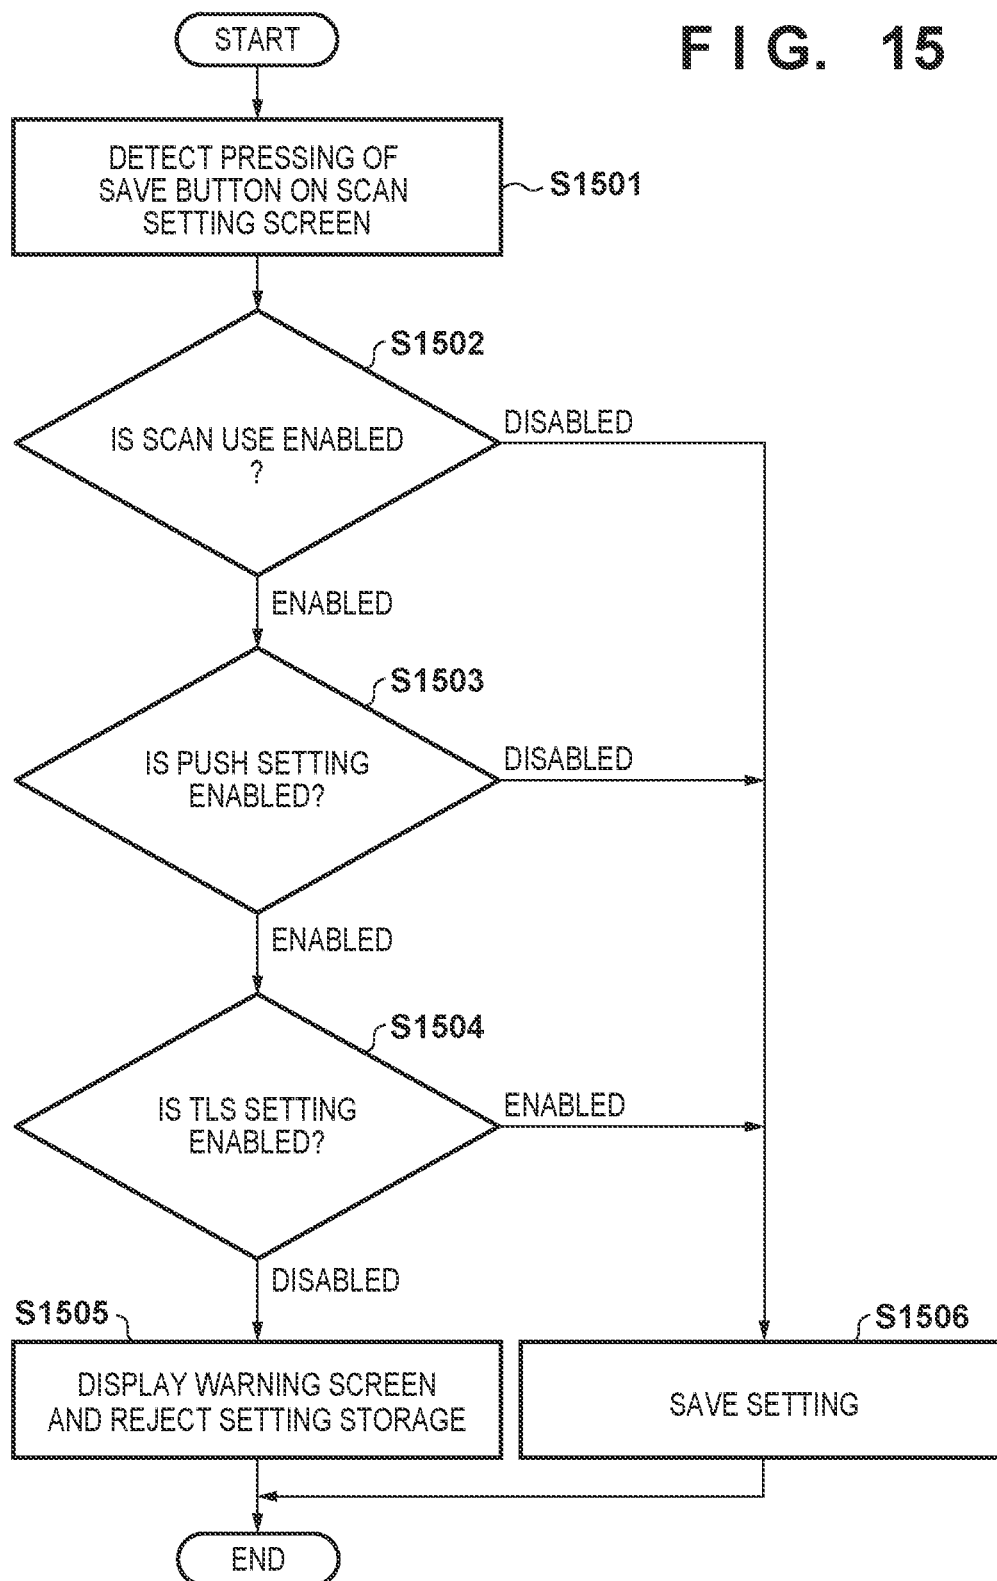 START
FIG. 15
DETECT PRESSING OF
SAVE BUTTON ON SCAN
SETTING SCREEN
S1501
S1502
IS SCAN USE ENABLED
?
DISABLED
ENABLED
S1503
IS PUSH SETTING
ENABLED?
DISABLED
ENABLED
S1504
IS TLS SETTING
ENABLED?
ENABLED
DISABLED
S1505
DISPLAY WARNING SCREEN
AND REJECT SETTING STORAGE
S1506
SAVE SETTING
END